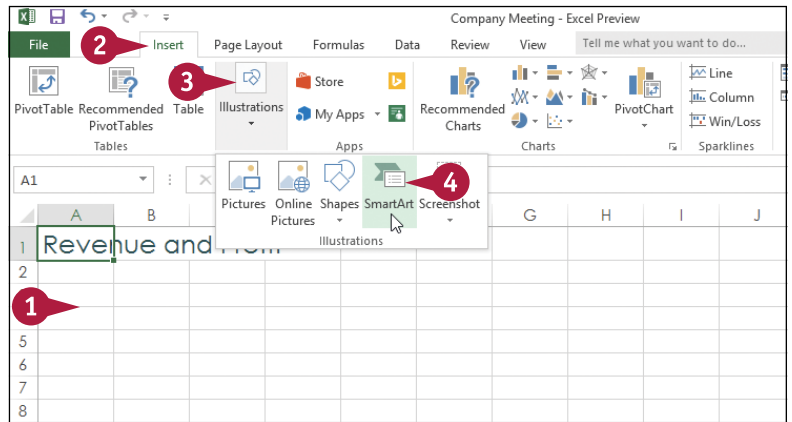 Company Meeting - Excel Preview
File 2 Insert Page Layout Formulas Data Review View Tell me what you want to do...
3
PivotTable Recommended PivotTables Table
Illustrations
Store
My Apps
Recommended Charts
PivotChart
Line
Column
Win/Loss
Tables Apps Charts Sparklines
A1
Pictures Online Pictures Shapes SmartArt Screenshot
4
Illustrations
A B G H I J
1 Revenue and
2
1
5
6
7
8